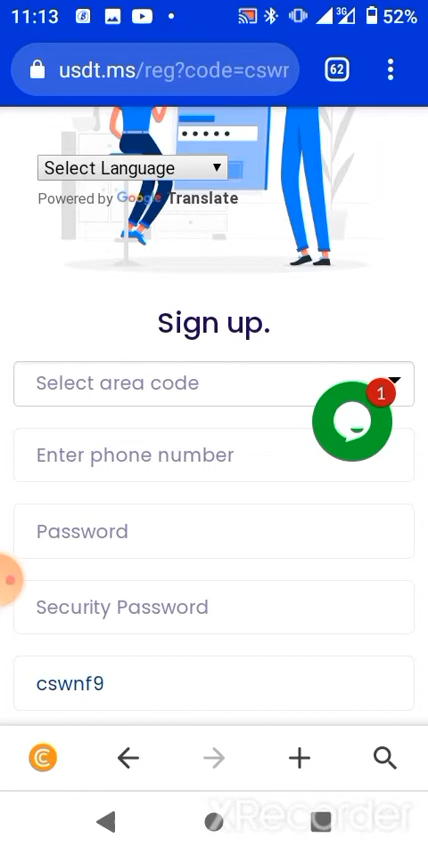 11:13
3G
52%
usdt.ms/reg?code=cswr
62
Select Language
Powered by Google Translate
Sign up.
Select area code
1
Enter phone number
Password
Security Password
cswnf9
XRecorder